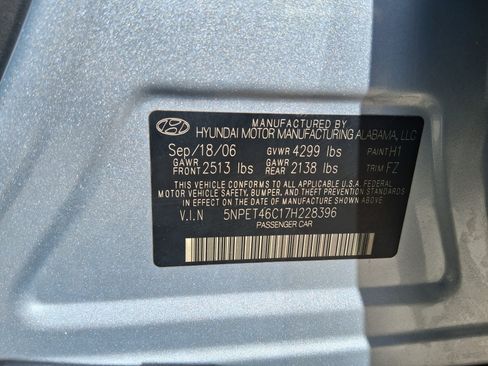 MANUFACTURED BY
HYUNDAI MOTOR MANUFACTURING ALABAMA, LLC
Sep/18/06 GVWR 4299 lbs PAINT H1
GAWR FRONT 2513 lbs GAWR REAR 2138 lbs TRIM FZ
THIS VEHICLE CONFORMS TO ALL APPLICABLE U.S.A. FEDERAL
MOTOR VEHICLE SAFETY, BUMPER, AND THEFT PREVENTION STANDARDS
IN EFFECT ON THE DATE OF MANUFACTURE SHOWN ABOVE.
V.I.N 5NPET46C17H228396
PASSENGER CAR